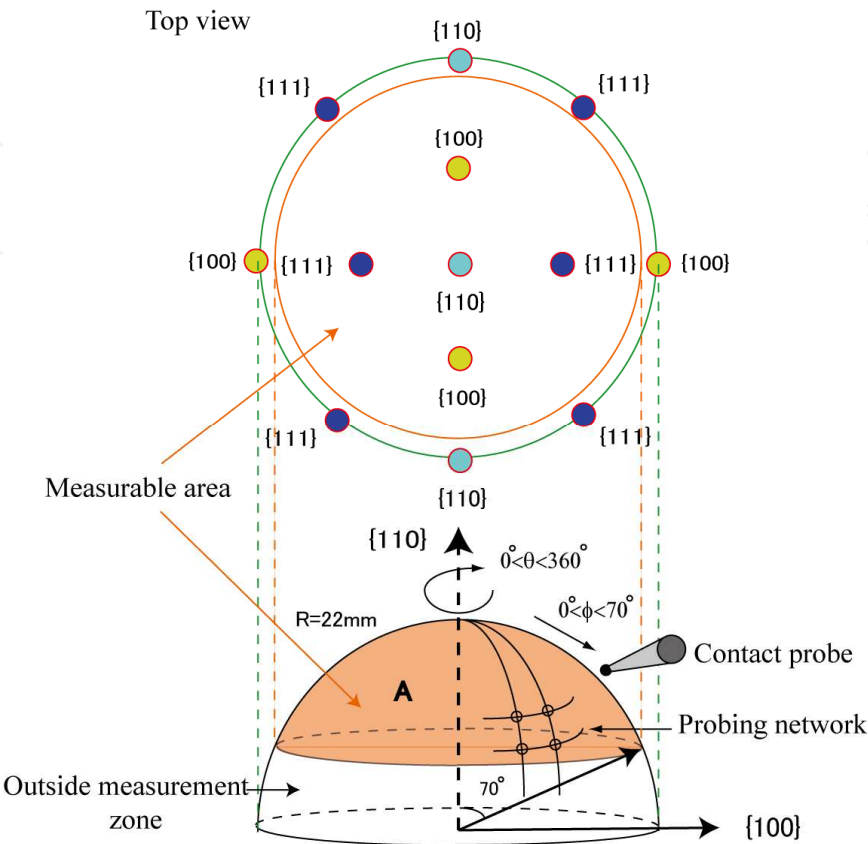 Top view
{110}
{111}
{111}
{100}
{100}
{111}
{111}
{100}
{110}
{100}
{111}
{111}
{110}
Measurable area
{110}
0°<θ<360°
0°<ϕ<70°
R=22mm
Contact probe
A
Probing network
Outside measurement
zone
70°
{100}